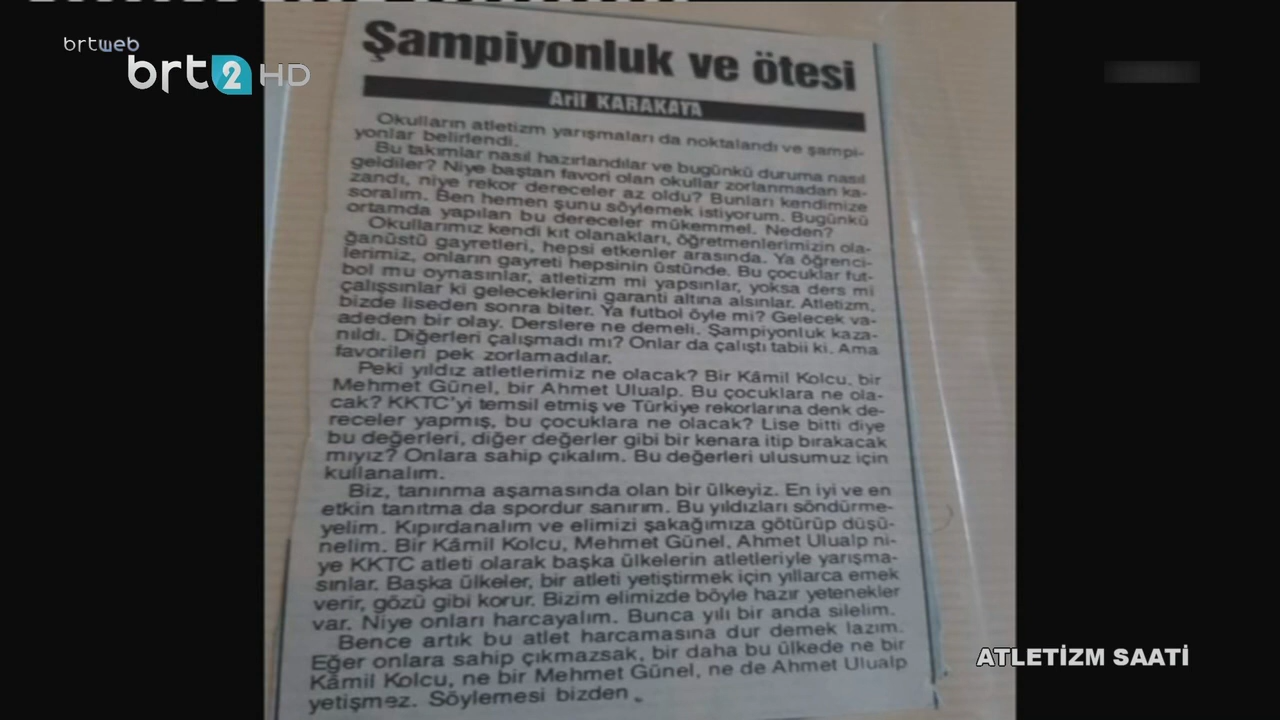 brtweb
brt 2 HD
Şampiyonluk ve ötesi
Arif KARAKAYA
Okulların atletizm yarışmaları da noktalandı ve şampi-
yonlar belirlendi.
Bu takımlar nasıl hazırlandılar ve bugünkü duruma nasıl
geldiler? Niye baştan favori olan okullar zorlanmadan ka-
zandı, niye rekor dereceler az oldu? Bunları kendimize
soralım. Ben hemen şunu söylemek istiyorum. Bugünkü
ortamda yapılan bu dereceler mükemmel. Neden?
Okullarımız kendi kıt olanakları, öğretmenlerimizin ola-
ğanüstü gayretleri, hepsi etkenler arasında. Ya öğrenci-
lerimiz, onların gayreti hepsinin üstünde. Bu çocuklar fut-
bol mu oynasınlar, atletizm mi yapsınlar, yoksa ders mi
çalışsınlar ki geleceklerini garanti altına alsınlar. Atletizm,
bizde liseden sonra biter. Ya futbol öyle mi? Gelecek va-
adeden bir olay. Derslere ne demeli. Şampiyonluk kaza-
nıldı. Diğerleri çalışmadı mı? Onlar da çalıştı tabii ki. Ama
favorileri pek zorlamadılar.
Peki yıldız atletlerimiz ne olacak? Bir Kâmil Kolcu, bir
Mehmet Günel, bir Ahmet Ulualp. Bu çocuklara ne ola-
cak? KKTC'yi temsil etmiş ve Türkiye rekorlarına denk de-
receler yapmış, bu çocuklara ne olacak? Lise bitti diye
bu değerleri, diğer değerler gibi bir kenara itip bırakacak
mıyız? Onlara sahip çıkalım. Bu değerleri ulusumuz için
kullanalım.
Biz, tanınma aşamasında olan bir ülkeyiz. En iyi ve en
etkin tanıtma da spordur sanırım. Bu yıldızları söndürme-
yelim. Kıpırdanalım ve elimizi şakağımıza götürüp düşü-
nelim. Bir Kâmil Kolcu, Mehmet Günel, Ahmet Ulualp ni-
ye KKTC atleti olarak başka ülkelerin atletleriyle yarışma-
sınlar. Başka ülkeler, bir atleti yetiştirmek için yıllarca emek
verir, gözü gibi korur. Bizim elimizde böyle hazır yetenekler
var. Niye onları harcayalım. Bunca yılı bir anda silelim.
Bence artık bu atlet harcamasına dur demek lazım.
Eğer onlara sahip çıkmazsak, bir daha bu ülkede ne bir
Kâmil Kolcu, ne bir Mehmet Günel, ne de Ahmet Ulualp
yetişmez. Söylemesi bizden.
ATLETİZM SAATİ